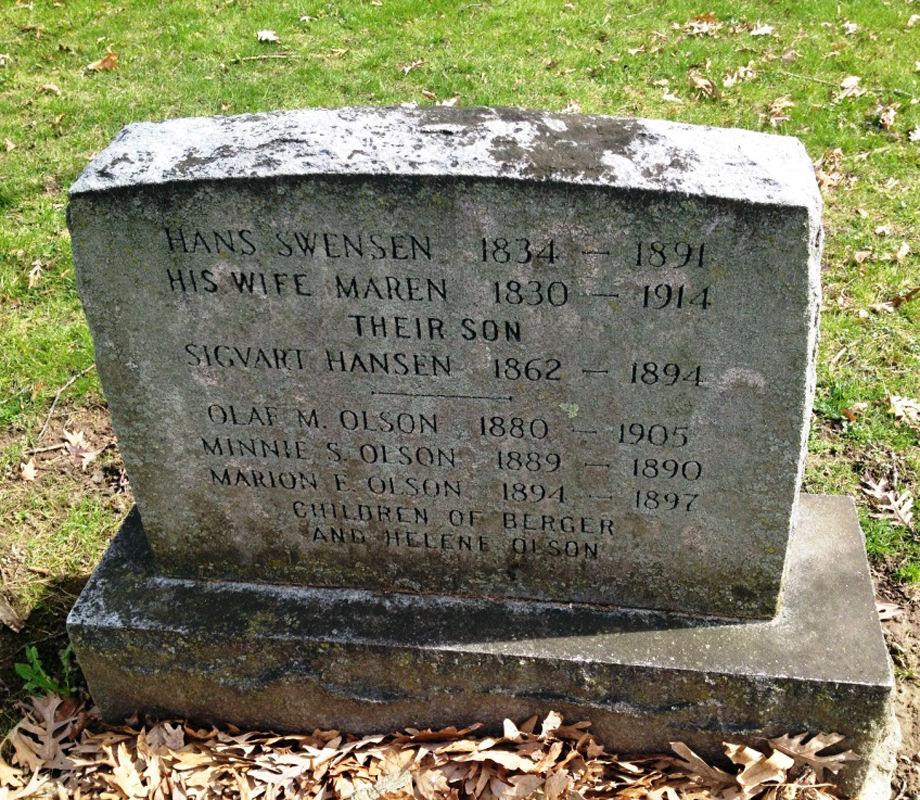 HANS SWENSEN 1834 — 1891
HIS WIFE MAREN 1830 — 1914
THEIR SON
SIGVART HANSEN 1862 — 1894
OLAF M. OLSON 1880 — 1905
MINNIE S. OLSON 1889 — 1890
MARION E. OLSON 1894 — 1897
CHILDREN OF BERGER
AND HELENE OLSON